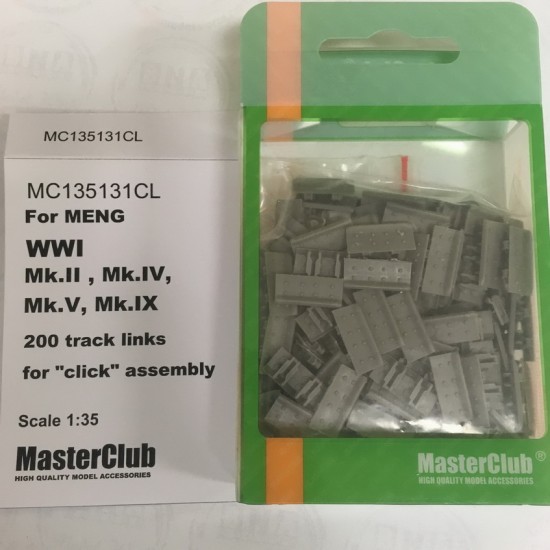 MC135131CL
MC135131CL
For MENG
WWI
Mk.II , Mk.IV,
Mk.V, Mk.IX
200 track links
for "click" assembly
Scale 1:35
MasterClub
HIGH QUALITY MODEL ACCESSORIES
MasterClub®
HIGH QUALITY MODEL ACCESSORIES